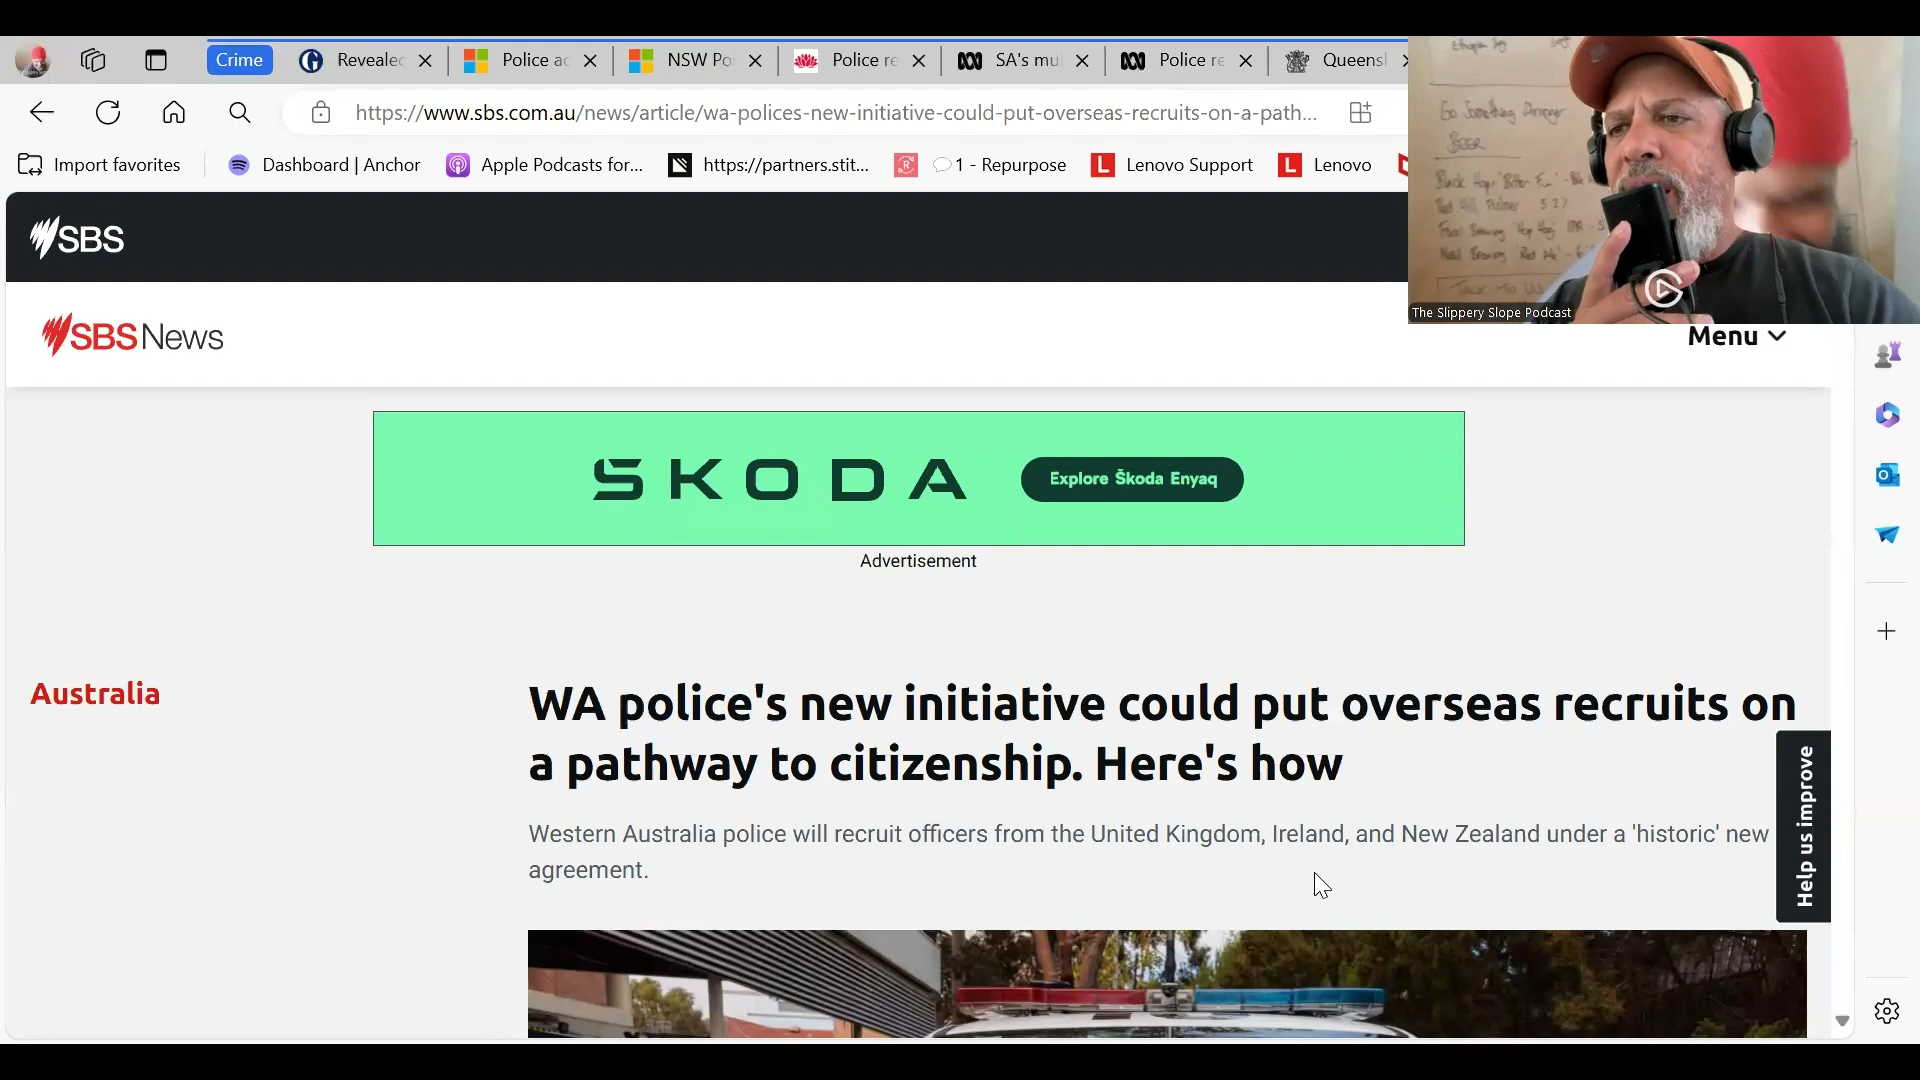 Crime
Revealed
Police ac
NSW Po
Police re
SA's mul
Police re
Queensl
https://www.sbs.com.au/news/article/wa-polices-new-initiative-could-put-overseas-recruits-on-a-path...
Import favorites
Dashboard | Anchor
Apple Podcasts for...
https://partners.stit...
1 - Repurpose
Lenovo Support
Lenovo
SBS
SBS News
Menu
The Slippery Slope Podcast
SKODA
Explore Škoda Enyaq
Advertisement
Australia
WA police's new initiative could put overseas recruits on
a pathway to citizenship. Here's how
Western Australia police will recruit officers from the United Kingdom, Ireland, and New Zealand under a 'historic' new
agreement.
Help us improve